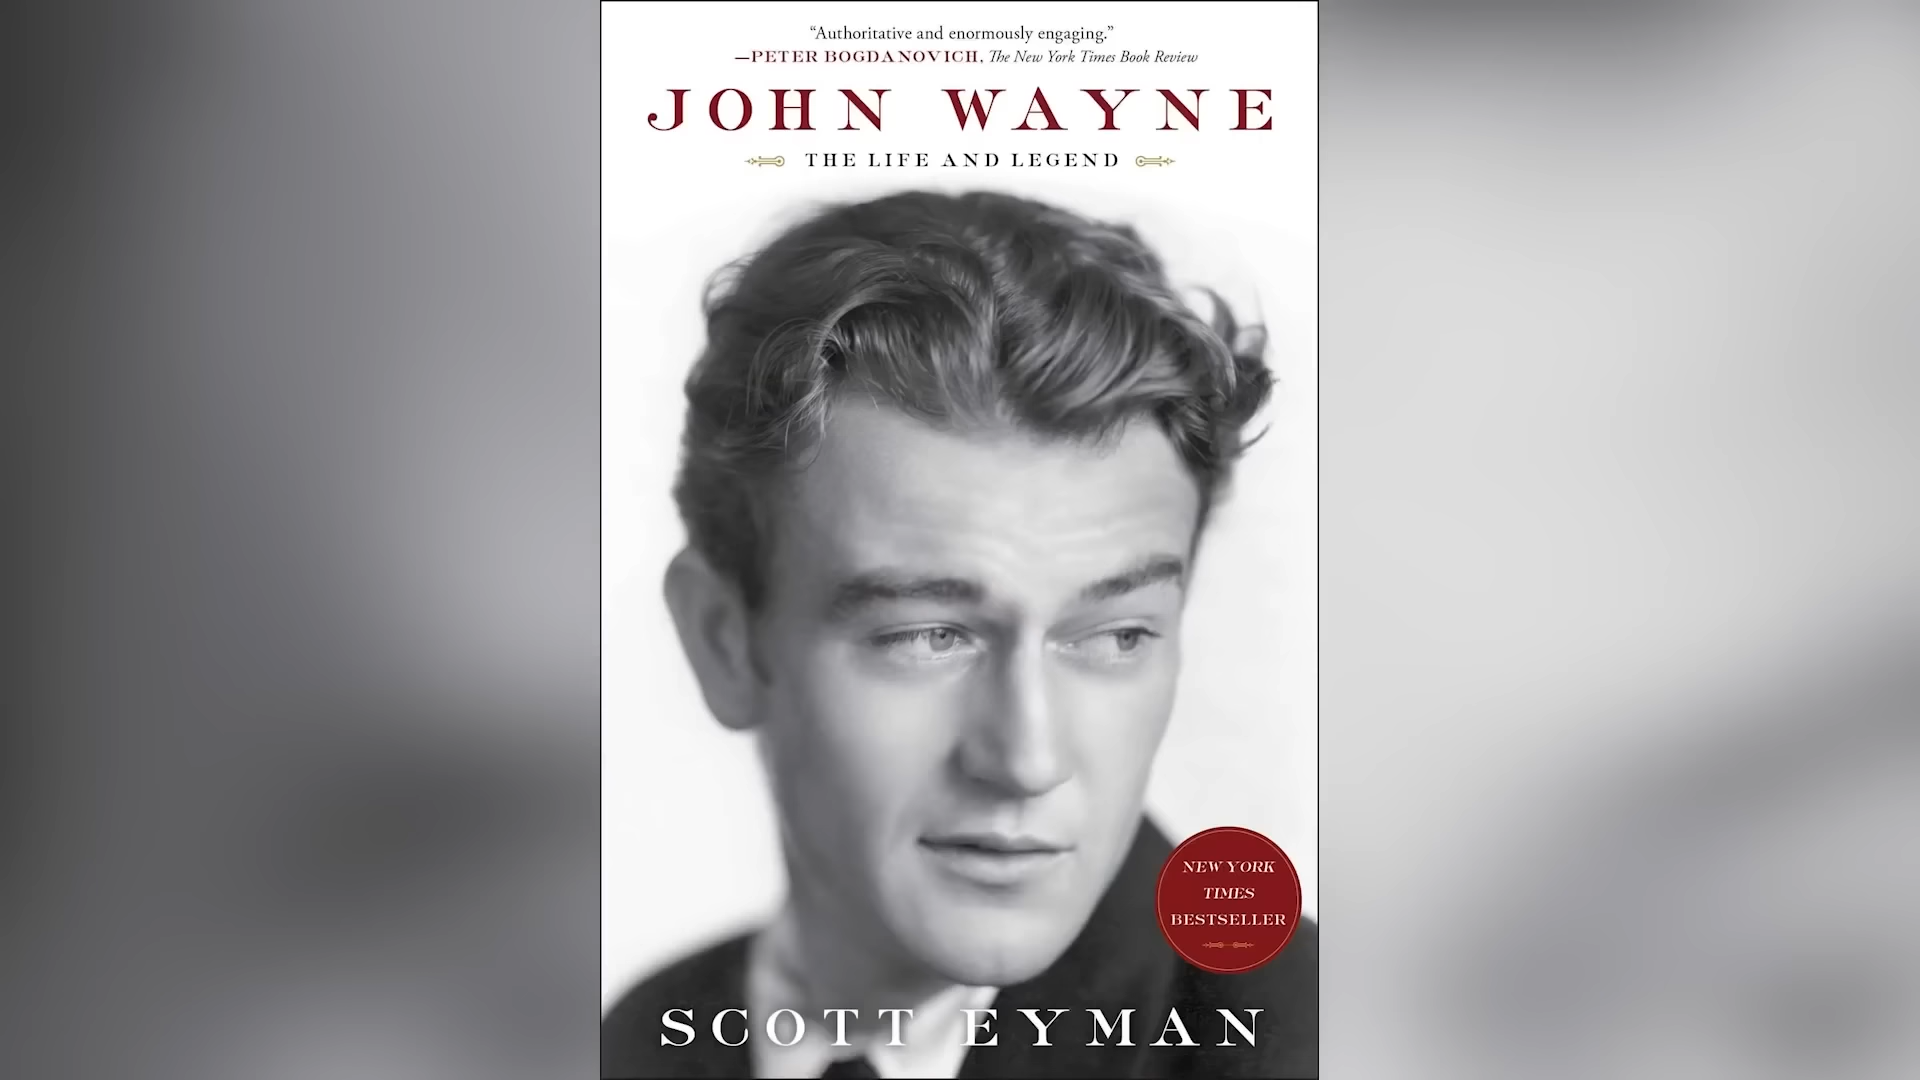 “Authoritative and enormously engaging.”
—PETER BOGDANOVICH, The New York Times Book Review
JOHN WAYNE
THE LIFE AND LEGEND
NEW YORK
TIMES
BESTSELLER
SCOTT EYMAN